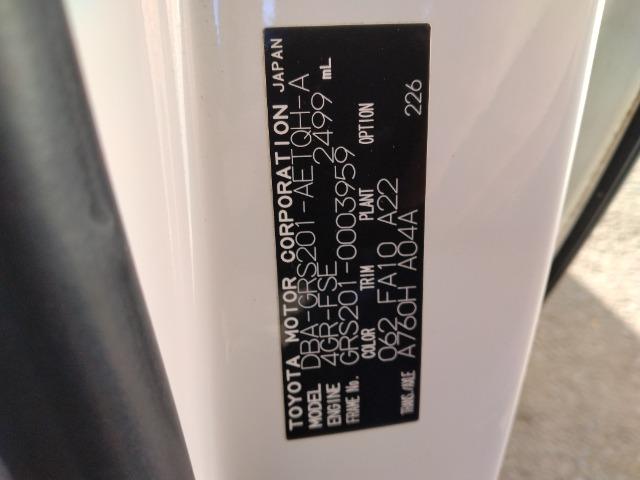 TOYOTA MOTOR CORPORATION JAPAN
MODEL DBA-GRS201-AETQH-A
ENGINE 4GR-FSE 2499 mL
FRAME No. GRS201-0003959
COLOR TRIM PLANT OPTION
062 FA10 A22 226
TRANS./AXLE A760H A04A